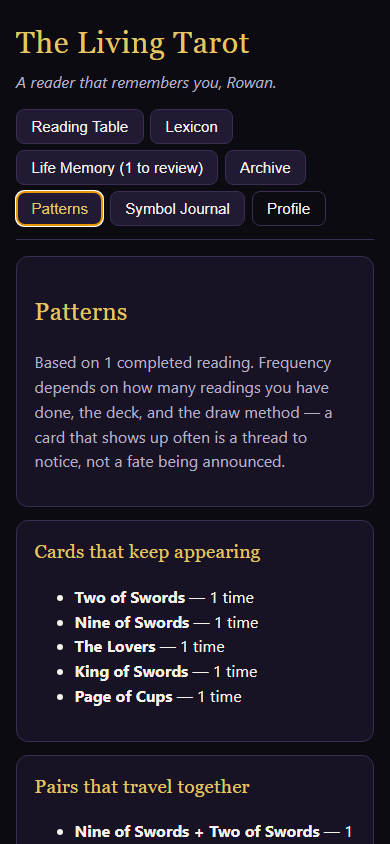 The Living Tarot
A reader that remembers you, Rowan.
Reading Table
Lexicon
Life Memory (1 to review)
Archive
Patterns
Symbol Journal
Profile
Patterns
Based on 1 completed reading. Frequency
depends on how many readings you have
done, the deck, and the draw method — a
card that shows up often is a thread to
notice, not a fate being announced.
Cards that keep appearing
• Two of Swords — 1 time
• Nine of Swords — 1 time
• The Lovers — 1 time
• King of Swords — 1 time
• Page of Cups — 1 time
Pairs that travel together
• Nine of Swords + Two of Swords — 1